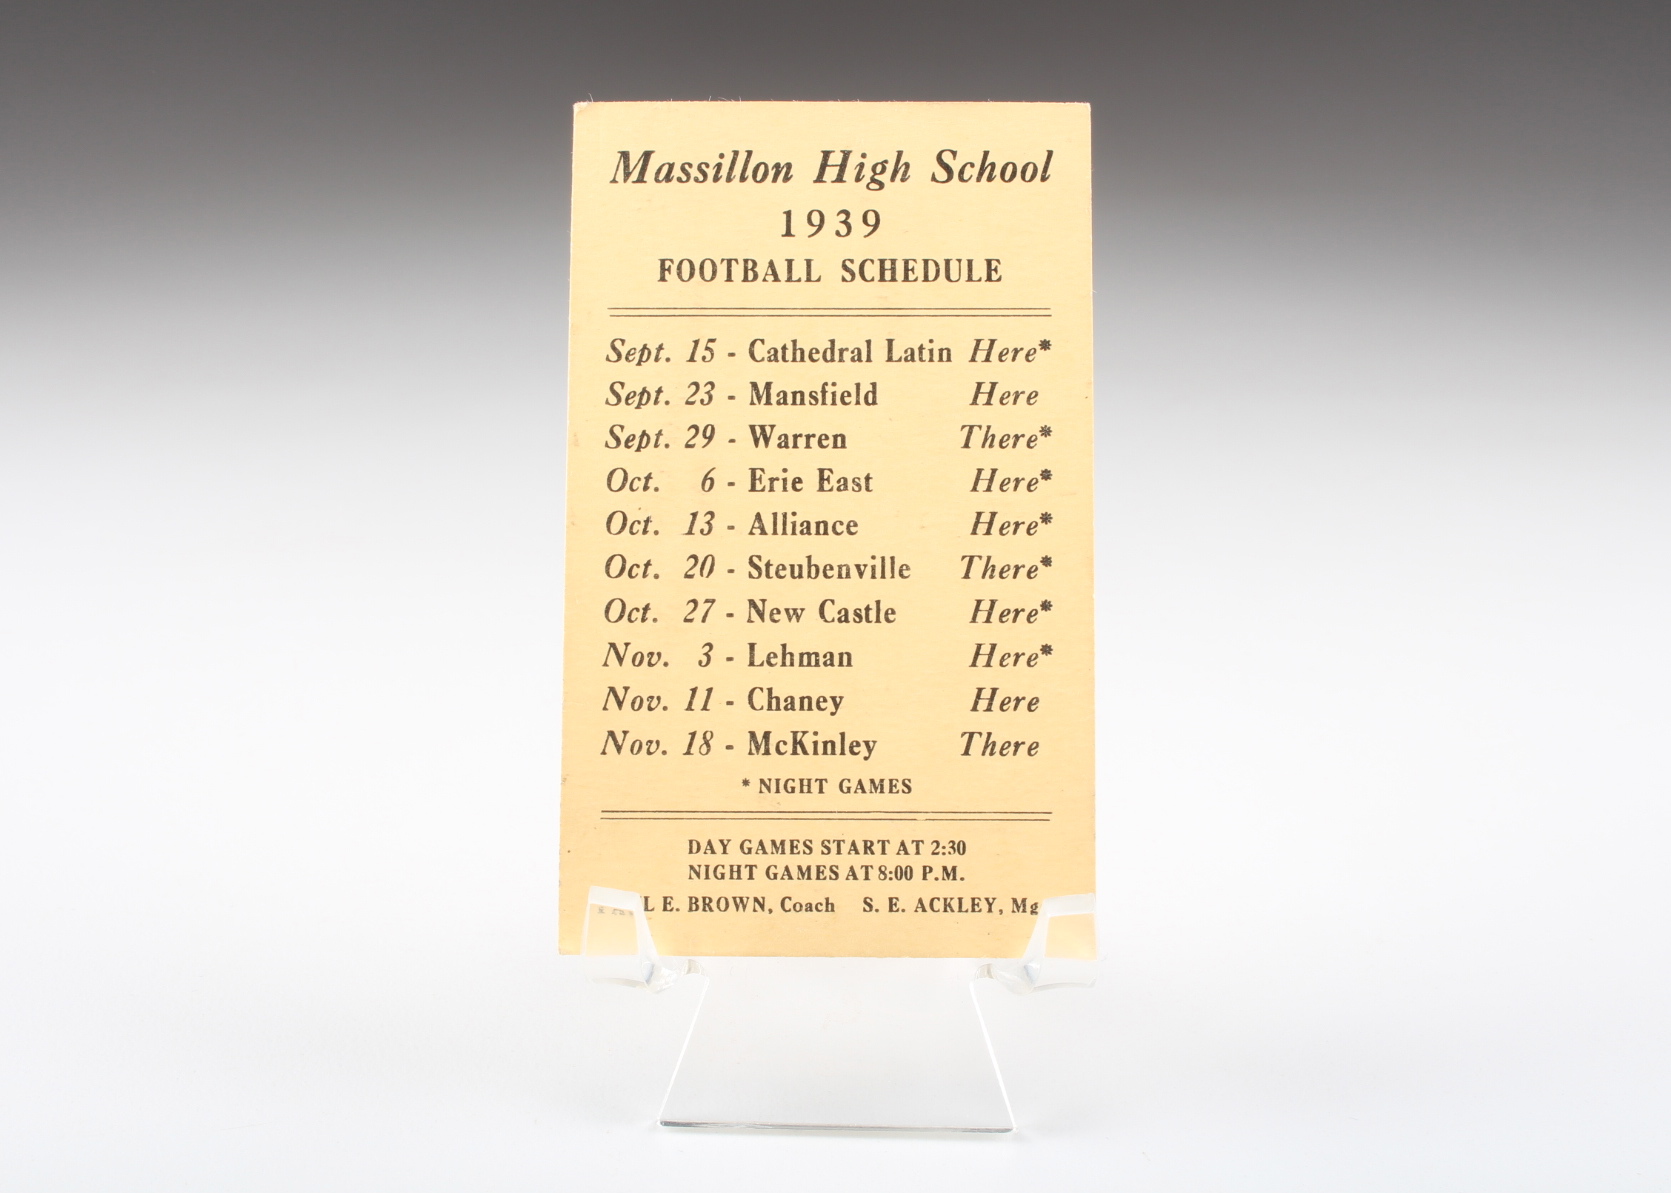 Massillon High School
1939
FOOTBALL SCHEDULE
Sept. 15 - Cathedral Latin Here*
Sept. 23 - Mansfield Here
Sept. 29 - Warren There*
Oct. 6 - Erie East Here*
Oct. 13 - Alliance Here*
Oct. 20 - Steubenville There*
Oct. 27 - New Castle Here*
Nov. 3 - Lehman Here*
Nov. 11 - Chaney Here
Nov. 18 - McKinley There
* NIGHT GAMES
DAY GAMES START AT 2:30
NIGHT GAMES AT 8:00 P.M.
E. BROWN, Coach S. E. ACKLEY,